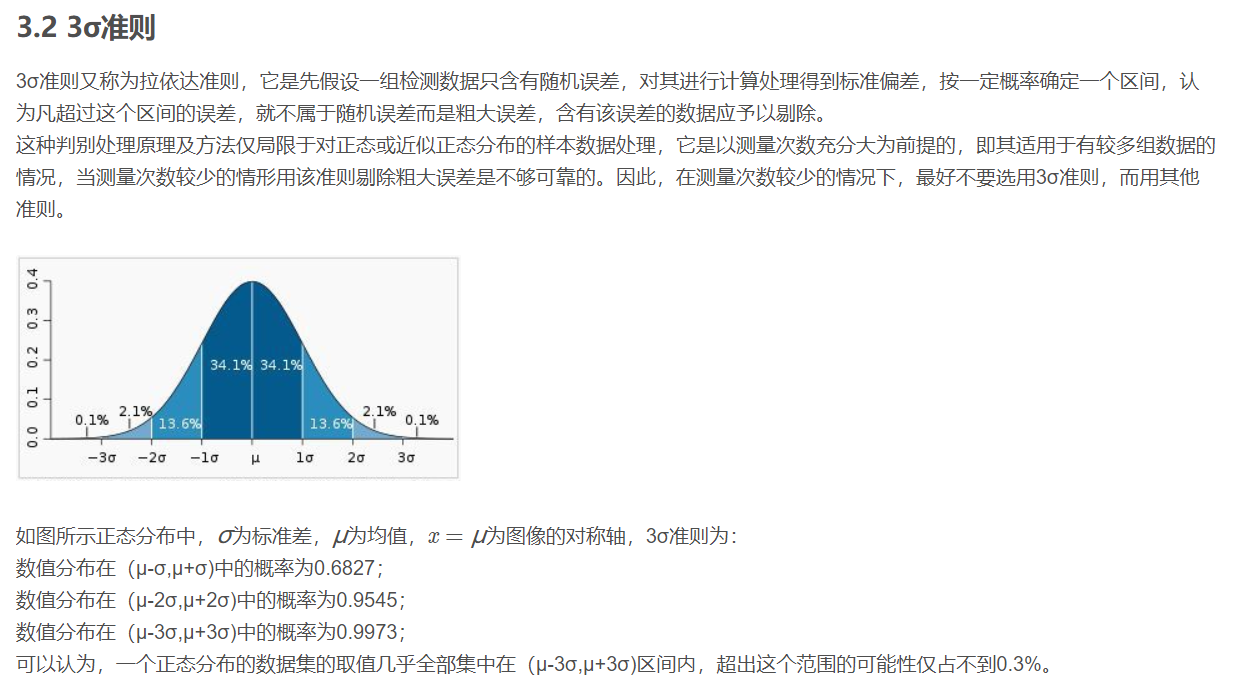 3.2 3σ准则
3σ准则又称为拉依达准则，它是先假设一组检测数据只含有随机误差，对其进行计算处理得到标准偏差，按一定概率确定一个区间，认
为凡超过这个区间的误差，就不属于随机误差而是粗大误差，含有该误差的数据应予以剔除。
这种判别处理原理及方法仅局限于对正态或近似正态分布的样本数据处理，它是以测量次数充分大为前提的，即其适用于有较多组数据的
情况，当测量次数较少的情形用该准则剔除粗大误差是不够可靠的。因此，在测量次数较少的情况下，最好不要选用3σ准则，而用其他
准则。
0.4
0.3
0.2
0.1
0.0
34.1% 34.1%
0.1% 2.1% 13.6% 13.6% 2.1% 0.1%
−3σ −2σ −1σ μ 1σ 2σ 3σ
如图所示正态分布中，σ为标准差，μ为均值，x = μ为图像的对称轴，3σ准则为：
数值分布在（μ-σ,μ+σ)中的概率为0.6827；
数值分布在（μ-2σ,μ+2σ)中的概率为0.9545；
数值分布在（μ-3σ,μ+3σ)中的概率为0.9973；
可以认为，一个正态分布的数据集的取值几乎全部集中在（μ-3σ,μ+3σ)区间内，超出这个范围的可能性仅占不到0.3%。